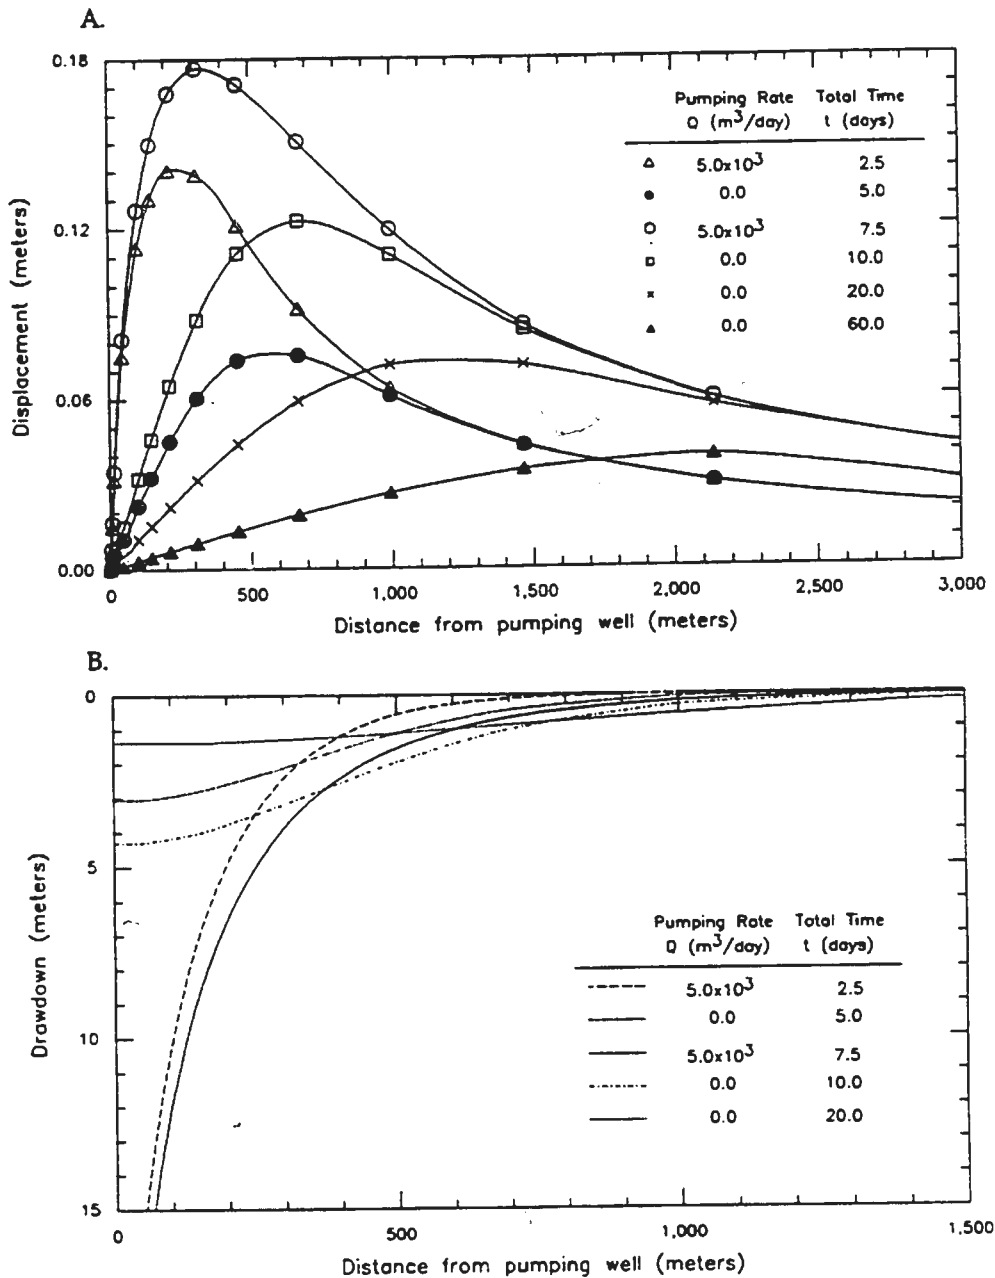 A.
0.18
0.12
0.06
0.00
Displacement (meters)
Pumping Rate Total Time
Q (m3/day) t (days)
5.0x103 2.5
0.0 5.0
5.0x103 7.5
0.0 10.0
0.0 20.0
0.0 60.0
0 500 1,000 1,500 2,000 2,500 3,000
Distance from pumping well (meters)
B.
0
5
10
15
Drawdown (meters)
Pumping Rate Total Time
Q (m3/day) t (days)
5.0x103 2.5
0.0 5.0
5.0x103 7.5
0.0 10.0
0.0 20.0
0 500 1,000 1,500
Distance from pumping well (meters)